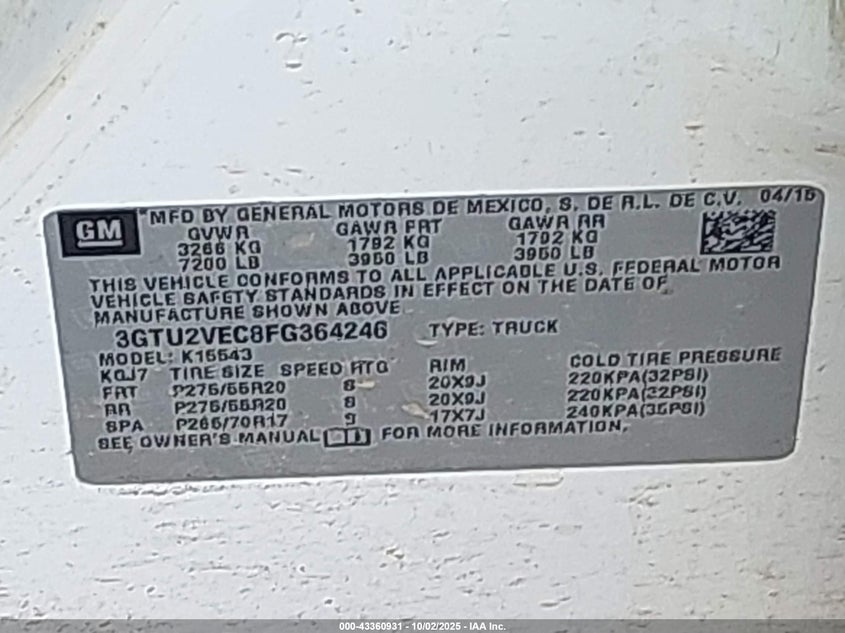 GM
MFD BY GENERAL MOTORS DE MEXICO, S. DE R.L. DE C.V. 04/15
GVWR GAWR FRT GAWR RR
3266 KG 1792 KG 1792 KG
7200 LB 3950 LB 3950 LB
THIS VEHICLE CONFORMS TO ALL APPLICABLE U.S. FEDERAL MOTOR
VEHICLE SAFETY STANDARDS IN EFFECT ON THE DATE OF
MANUFACTURE SHOWN ABOVE
3GTU2VEC8FG364246 TYPE: TRUCK
MODEL: K15543
KQJ7 TIRE SIZE SPEED RTG RIM COLD TIRE PRESSURE
FRT P275/55R20 S 20X9J 220KPA(32PSI)
RR P275/55R20 S 20X9J 220KPA(32PSI)
SPA P265/70R17 S 17X7J 240KPA(35PSI)
SEE OWNER'S MANUAL FOR MORE INFORMATION.
000-43360931 - 10/02/2025 - IAA Inc.